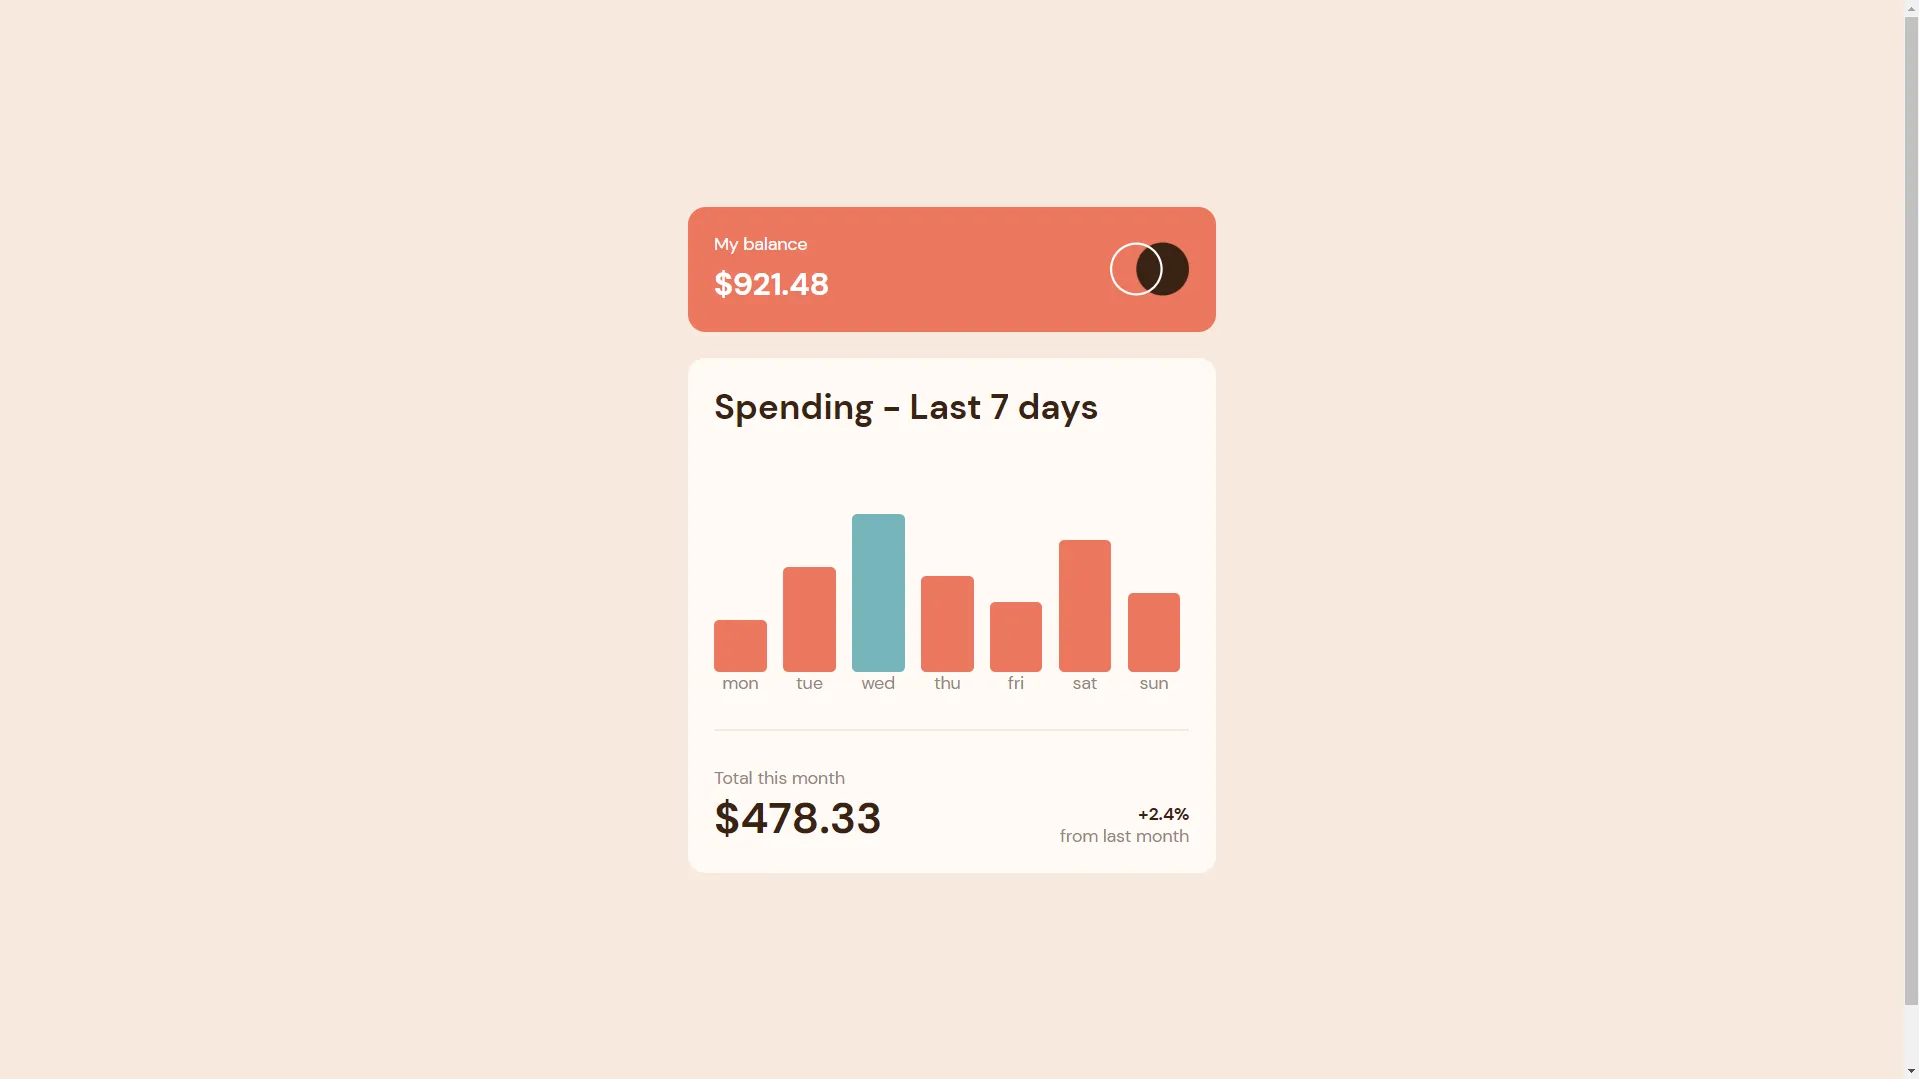 My balance
$921.48
Spending - Last 7 days
mon tue wed thu fri sat sun
Total this month
$478.33
+2.4%
from last month